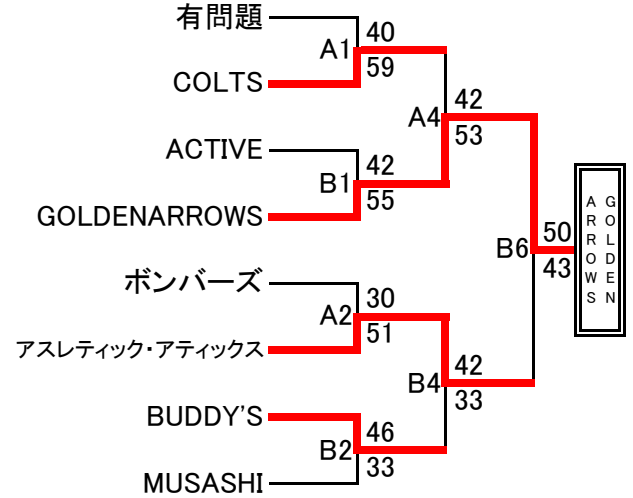 有問題
40
A1
59
COLTS
42
A4
53
ACTIVE
42
B1
55
GOLDENARROWS
50
B6
43
GOLDEN
ARROWS
ボンバーズ
30
A2
51
アスレティック・アティックス
42
B4
33
BUDDY'S
46
B2
33
MUSASHI